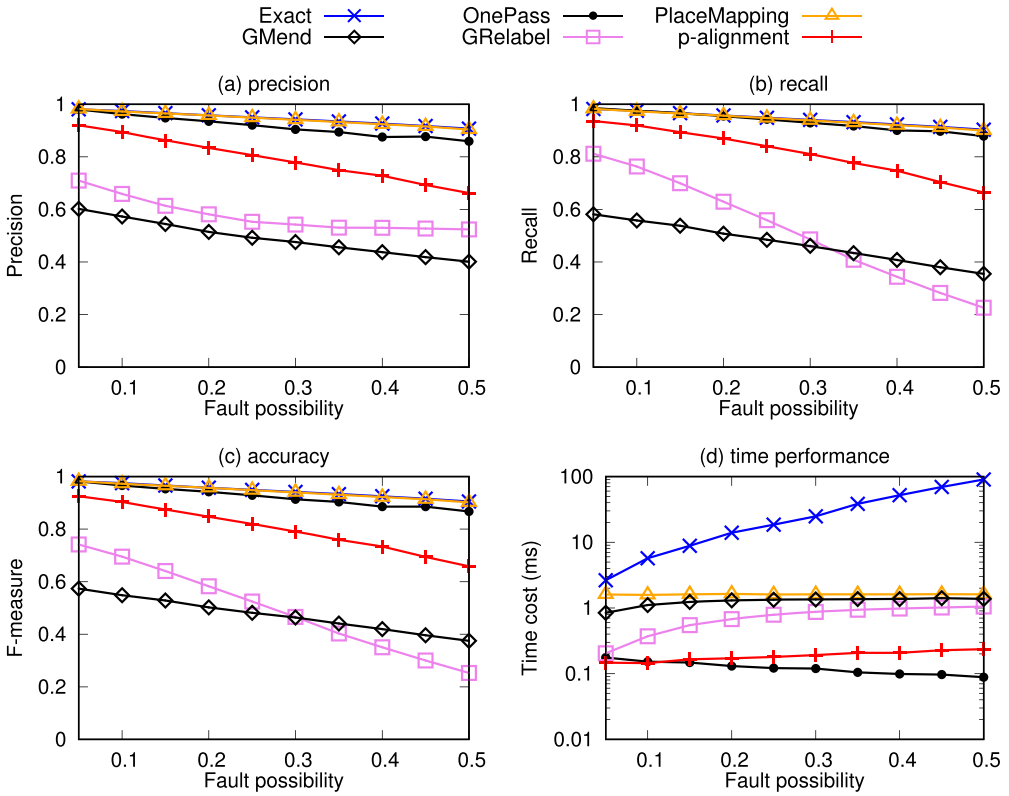 Exact OnePass PlaceMapping
GMend GRelabel p-alignment
(a) precision
1
0.8
0.6
0.4
0.2
0
Precision
0.1 0.2 0.3 0.4 0.5
Fault possibility
(b) recall
1
0.8
0.6
0.4
0.2
0
Recall
0.1 0.2 0.3 0.4 0.5
Fault possibility
(c) accuracy
1
0.8
0.6
0.4
0.2
0
F-measure
0.1 0.2 0.3 0.4 0.5
Fault possibility
(d) time performance
100
10
1
0.1
0.01
Time cost (ms)
0.1 0.2 0.3 0.4 0.5
Fault possibility